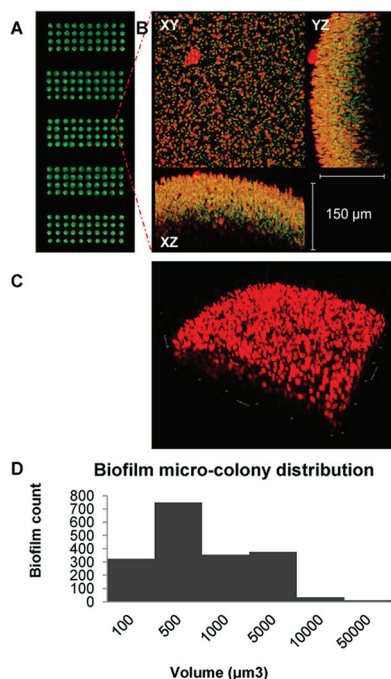 A
B
XY
YZ
XZ
150 µm
C
D
Biofilm micro-colony distribution
Biofilm count
800
700
600
500
400
300
200
100
0
100
500
1000
5000
10000
50000
Volume (µm3)